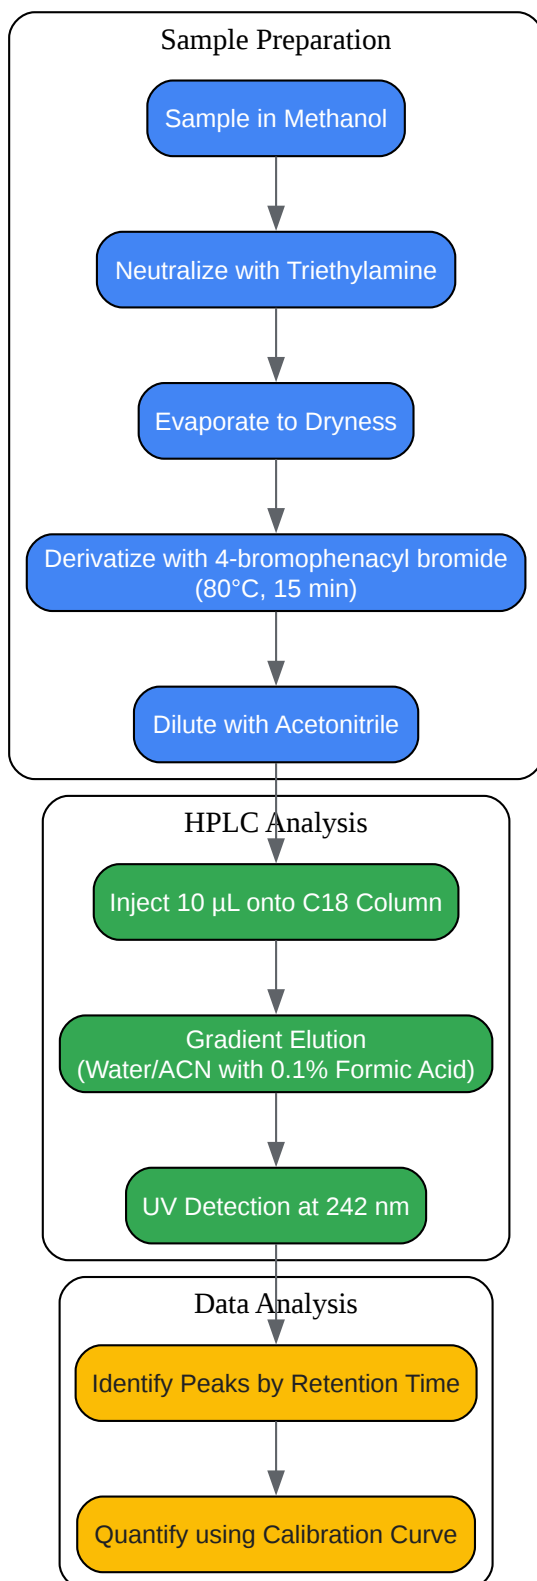 Sample Preparation
Sample in Methanol
Neutralize with Triethylamine
Evaporate to Dryness
Derivatize with 4-bromophenacyl bromide
(80°C, 15 min)
Dilute with Acetonitrile
HPLC Analysis
Inject 10 µL onto C18 Column
Gradient Elution
(Water/ACN with 0.1% Formic Acid)
UV Detection at 242 nm
Data Analysis
Identify Peaks by Retention Time
Quantify using Calibration Curve